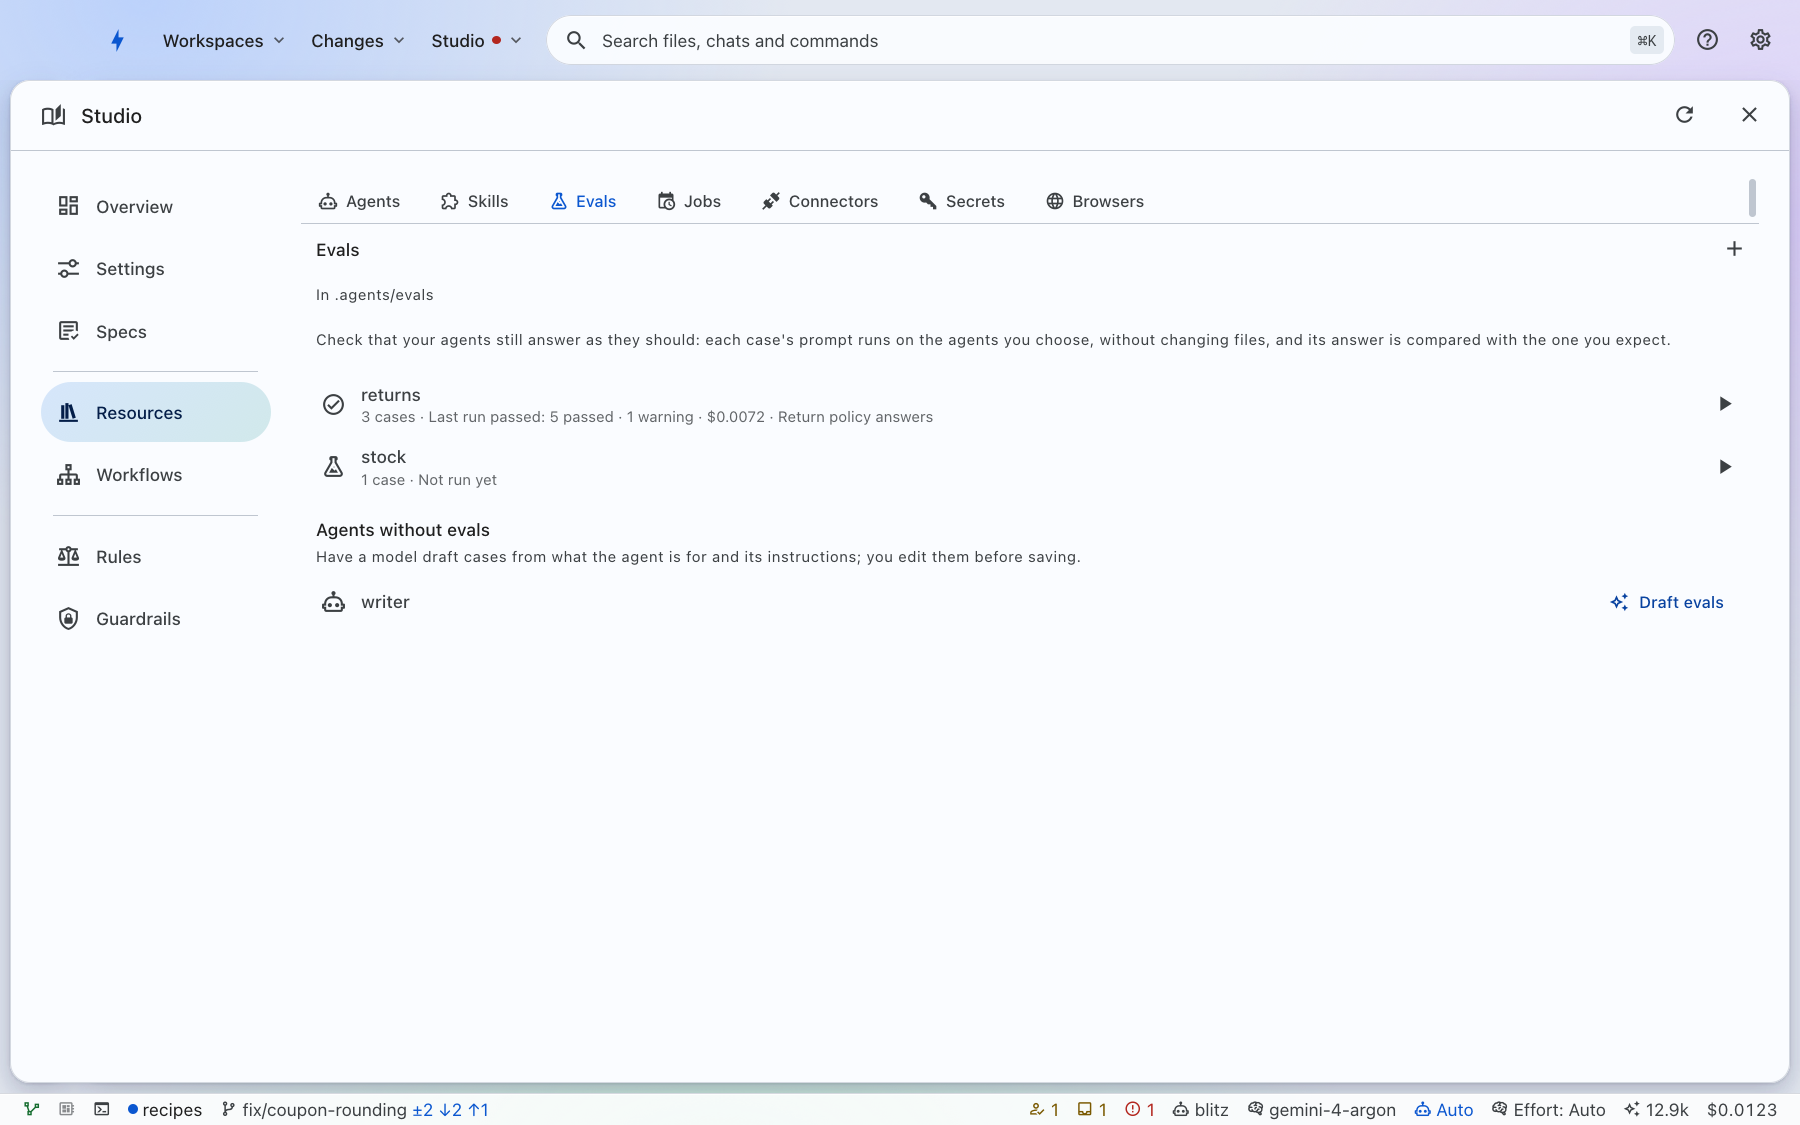 Workspaces Changes Studio Search files, chats and commands ⌘K
Studio
Overview
Settings
Specs
Resources
Workflows
Rules
Guardrails
Agents Skills Evals Jobs Connectors Secrets Browsers
Evals
In .agents/evals
Check that your agents still answer as they should: each case's prompt runs on the agents you choose, without changing files, and its answer is compared with the one you expect.
returns
3 cases · Last run passed: 5 passed · 1 warning · $0.0072 · Return policy answers
stock
1 case · Not run yet
Agents without evals
Have a model draft cases from what the agent is for and its instructions; you edit them before saving.
writer Draft evals
recipes fix/coupon-rounding ±2 ↓2 ↑1 1 1 1 blitz gemini-4-argon Auto Effort: Auto 12.9k $0.0123